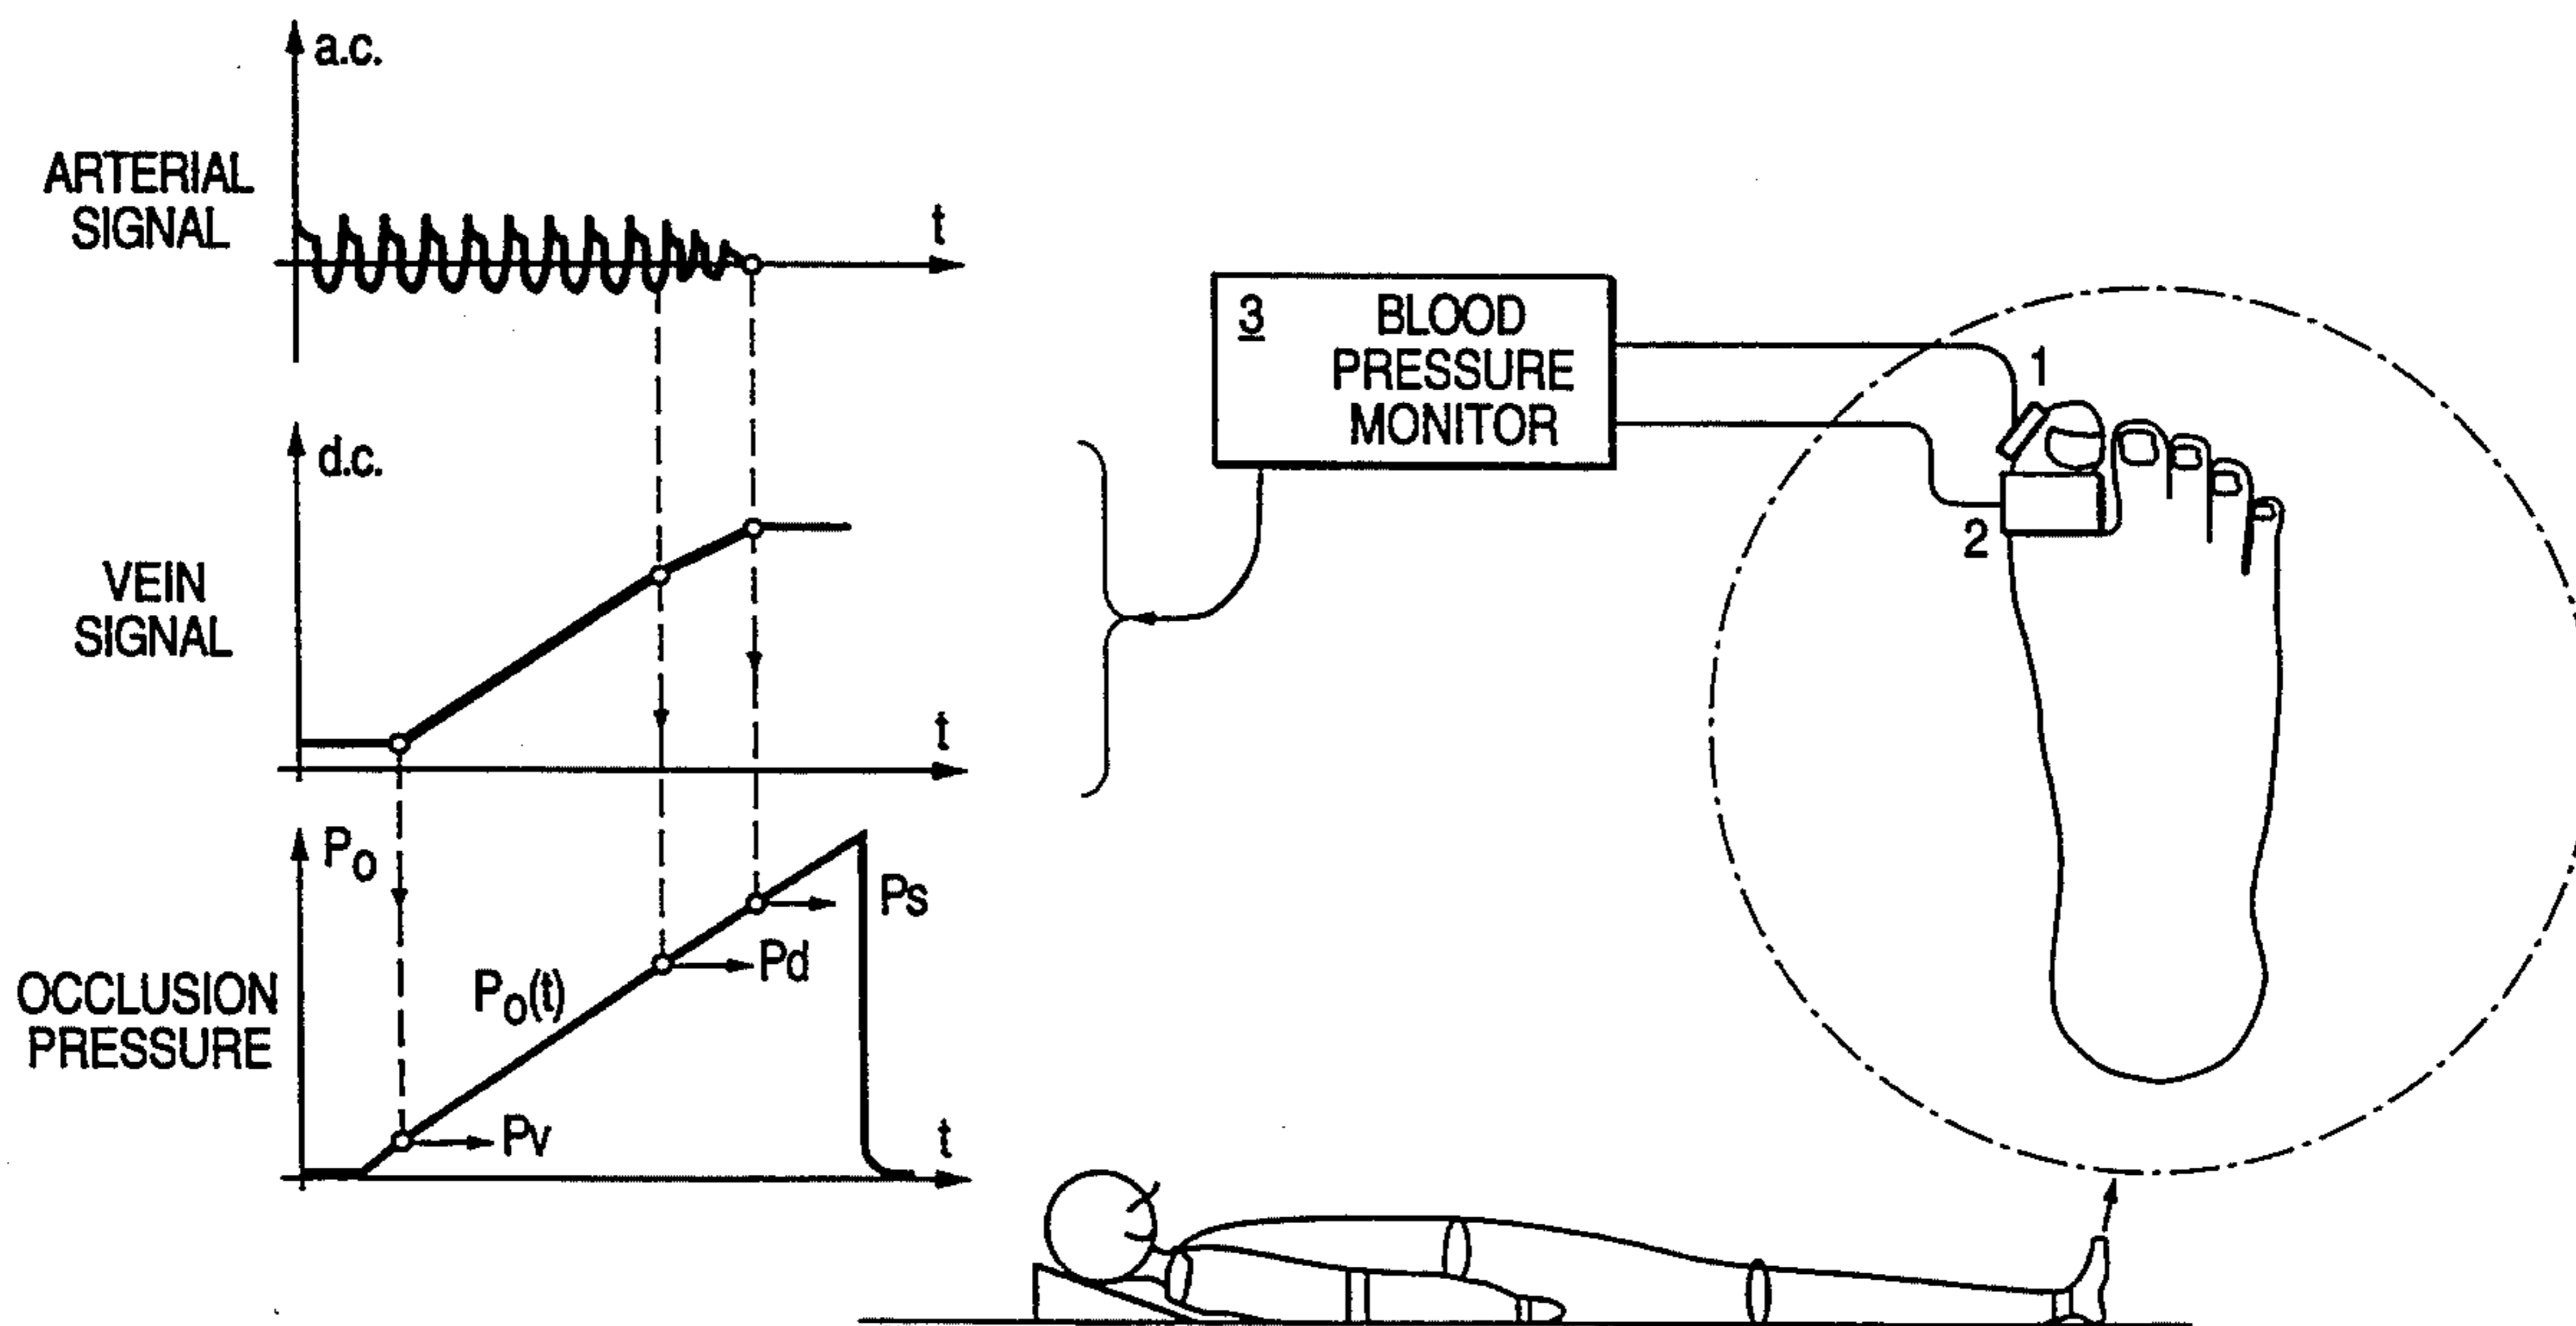 a.c.
ARTERIAL
SIGNAL
t
d.c.
VEIN
SIGNAL
t
Po
Ps
Pd
Po(t)
OCCLUSION
PRESSURE
Pv
t
3 BLOOD
PRESSURE
MONITOR
1
2